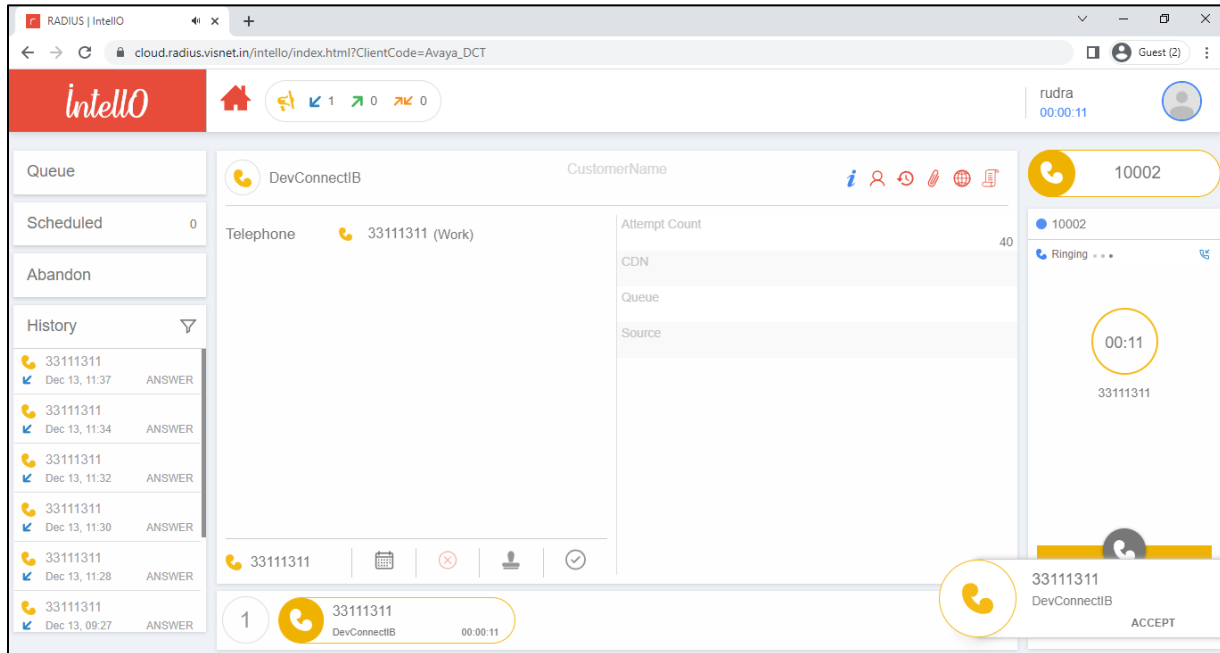 RADIUS | IntellO
cloud.radius.visnet.in/intello/index.html?ClientCode=Avaya_DCT
Guest (2)
intellO
1 0 0
rudra
00:00:11
Queue
Scheduled 0
Abandon
History
33111311
Dec 13, 11:37 ANSWER
33111311
Dec 13, 11:34 ANSWER
33111311
Dec 13, 11:32 ANSWER
33111311
Dec 13, 11:30 ANSWER
33111311
Dec 13, 11:28 ANSWER
33111311
Dec 13, 09:27 ANSWER
DevConnectIB
CustomerName
i
Telephone 33111311 (Work)
Attempt Count
40
CDN
Queue
Source
33111311
1
33111311
DevConnectIB 00:00:11
10002
10002
Ringing
00:11
33111311
33111311
DevConnectIB
ACCEPT